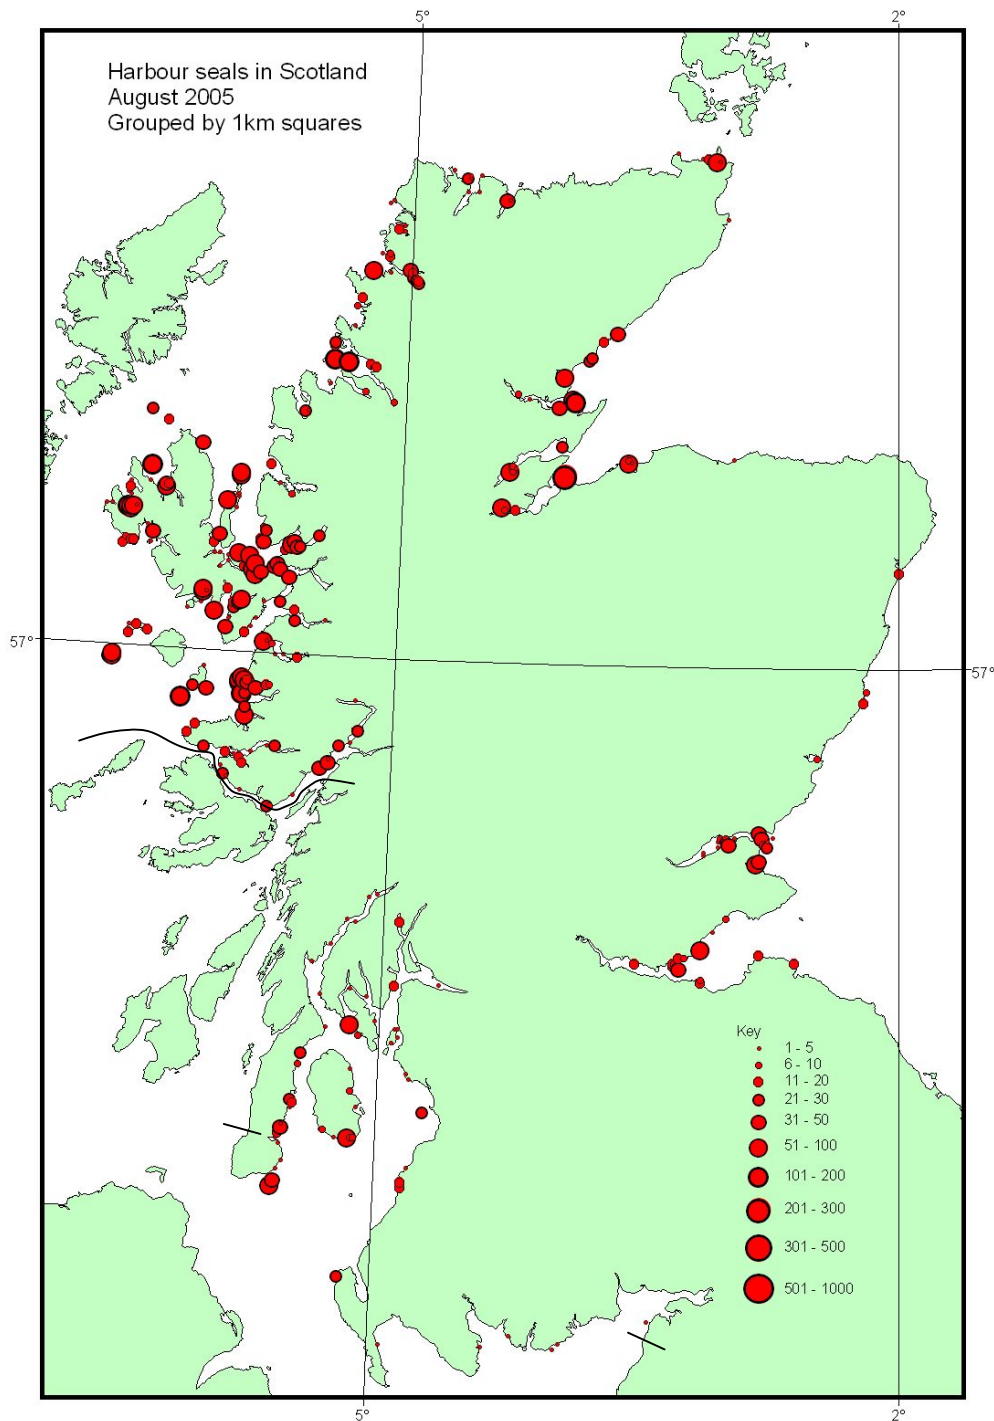 5°
2°
Harbour seals in Scotland
August 2005
Grouped by 1km squares
57°
57°
Key
1 - 5
6 - 10
11 - 20
21 - 30
31 - 50
51 - 100
101 - 200
201 - 300
301 - 500
501 - 1000
5°
2°